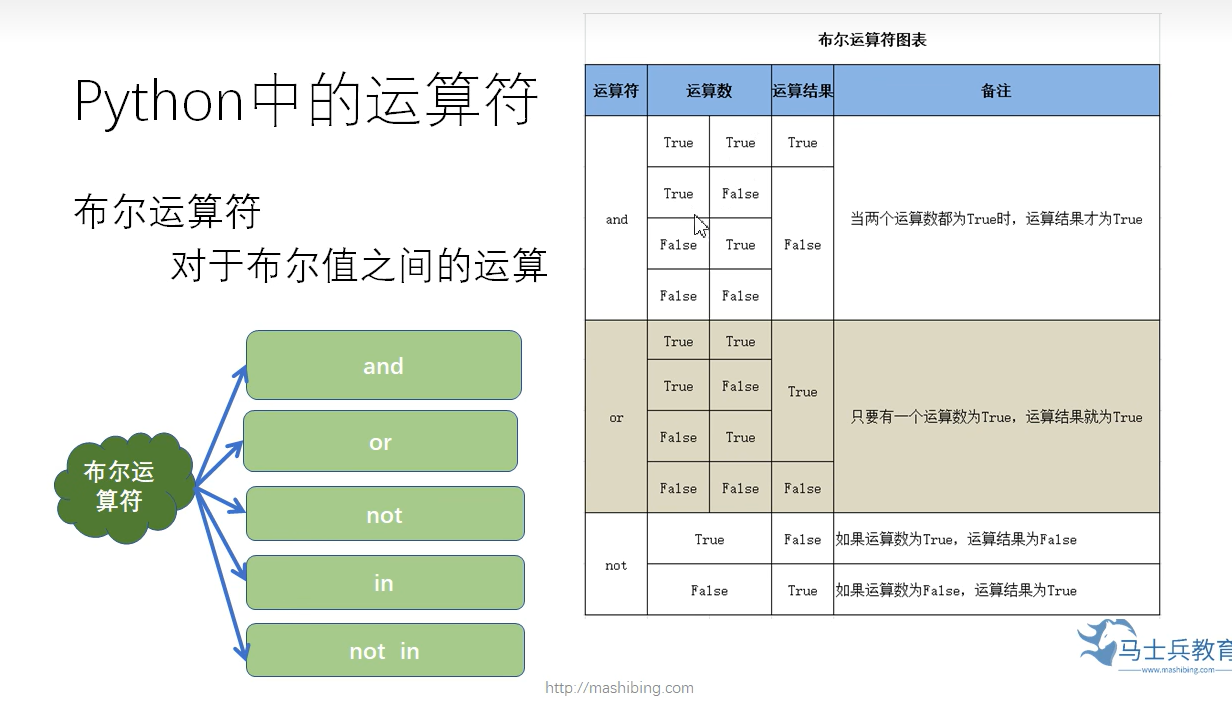 Python中的运算符
布尔运算符
对于布尔值之间的运算
布尔运
算符
and
or
not
in
not in
布尔运算符图表
运算符 运算数 运算结果 备注
and True True True 当两个运算数都为True时，运算结果才为True
True False False
False True
False False
or True True True 只要有一个运算数为True，运算结果就为True
True False
False True
False False False
not True False 如果运算数为True，运算结果为False
False True 如果运算数为False，运算结果为True
马士兵教育
www.mashibing.com
http://mashibing.com